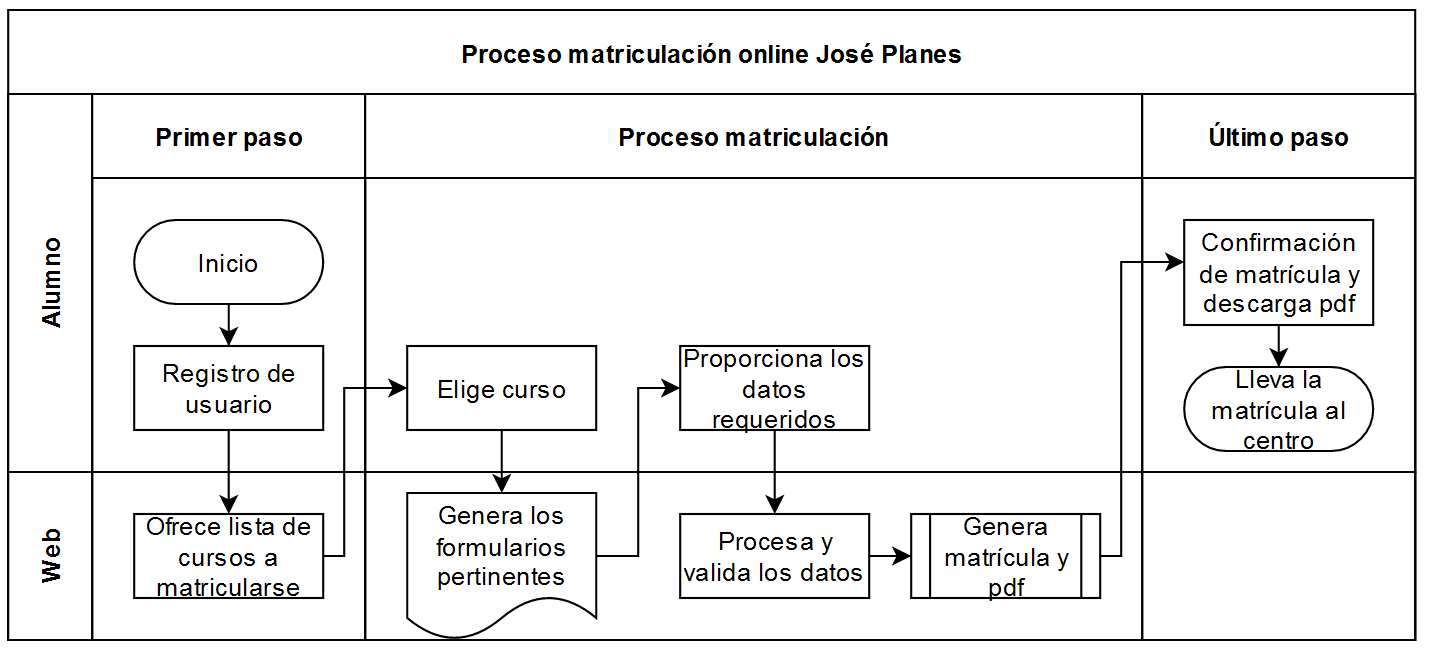 Proceso matriculación online José Planes
Primer paso
Proceso matriculación
Último paso
Alumno
Inicio
Registro de
usuario
Elige curso
Proporciona los
datos
requeridos
Confirmación
de matrícula y
descarga pdf
Lleva la
matrícula al
centro
Web
Ofrece lista de
cursos a
matricularse
Genera los
formularios
pertinentes
Procesa y
valida los datos
Genera
matrícula y
pdf